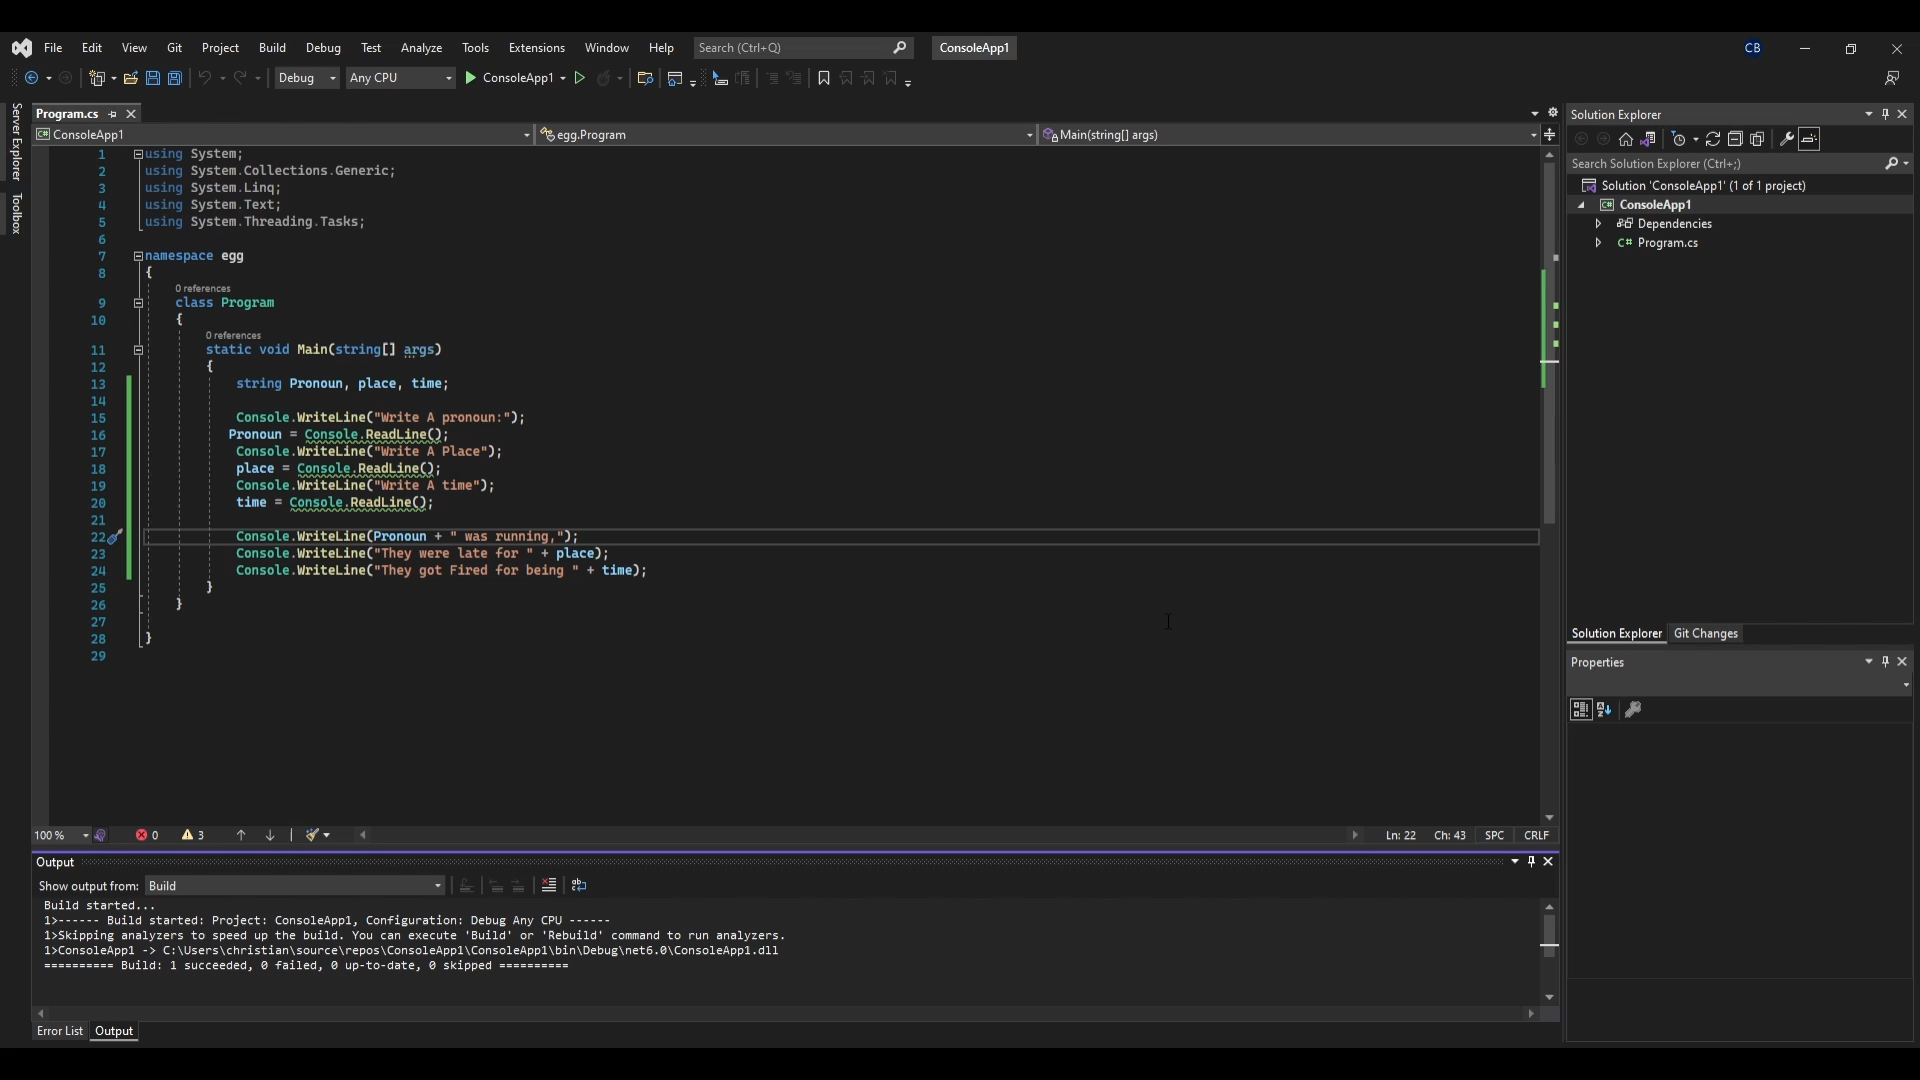 File Edit View Git Project Build Debug Test Analyze Tools Extensions Window Help Search (Ctrl+Q) ConsoleApp1 CB
Debug Any CPU ConsoleApp1
Server Explorer
Toolbox
Program.cs
ConsoleApp1 egg.Program Main(string[] args)
1 using System;
2 using System.Collections.Generic;
3 using System.Linq;
4 using System.Text;
5 using System.Threading.Tasks;
6
7 namespace egg
8 {
0 references
9 class Program
10 {
0 references
11 static void Main(string[] args)
12 {
13 string Pronoun, place, time;
14
15 Console.WriteLine("Write A pronoun:");
16 Pronoun = Console.ReadLine();
17 Console.WriteLine("Write A Place");
18 place = Console.ReadLine();
19 Console.WriteLine("Write A time");
20 time = Console.ReadLine();
21
22 Console.WriteLine(Pronoun + " was running,");
23 Console.WriteLine("They were late for " + place);
24 Console.WriteLine("They got Fired for being " + time);
25 }
26 }
27
28 }
29
100 % 0 3 Ln: 22 Ch: 43 SPC CRLF
Output
Show output from: Build
Build started...
1>------ Build started: Project: ConsoleApp1, Configuration: Debug Any CPU ------
1>Skipping analyzers to speed up the build. You can execute 'Build' or 'Rebuild' command to run analyzers.
1>ConsoleApp1 -> C:\Users\christian\source\repos\ConsoleApp1\ConsoleApp1\bin\Debug\net6.0\ConsoleApp1.dll
========== Build: 1 succeeded, 0 failed, 0 up-to-date, 0 skipped ==========
Error List Output
Solution Explorer
Search Solution Explorer (Ctrl+;)
Solution 'ConsoleApp1' (1 of 1 project)
C# ConsoleApp1
Dependencies
C# Program.cs
Solution Explorer Git Changes
Properties